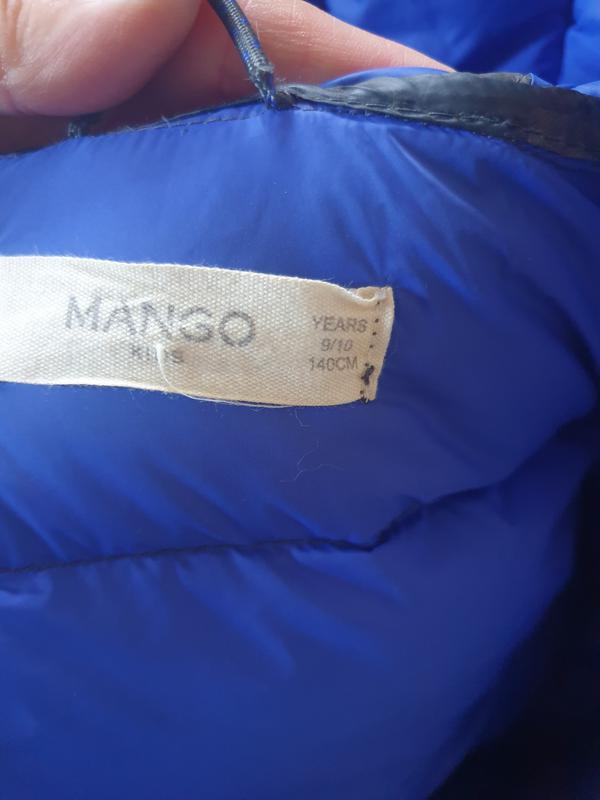 MANGO
KIDS
YEARS
9/10
140CM